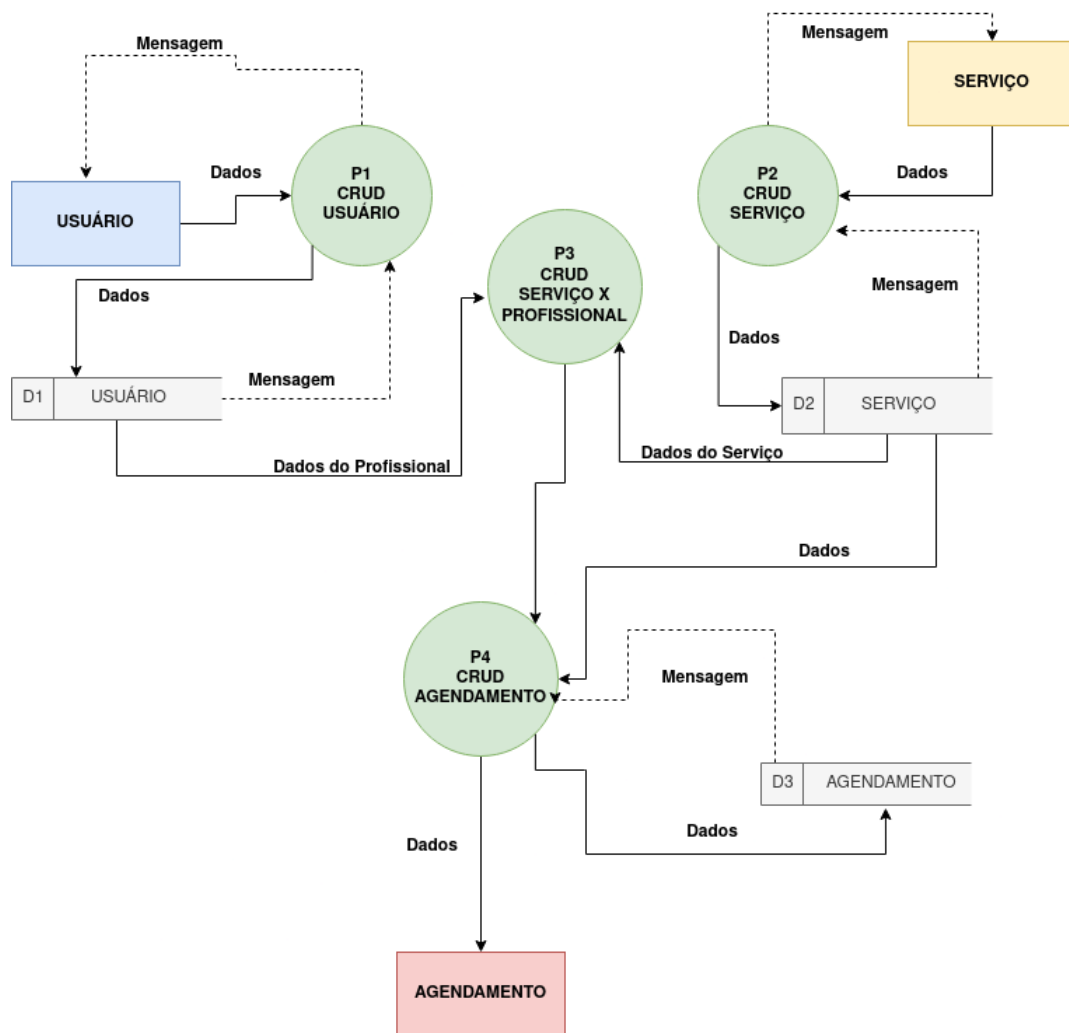 Mensagem
Mensagem
SERVIÇO
P1
CRUD
USUÁRIO
Dados
USUÁRIO
P2
CRUD
SERVIÇO
Dados
P3
CRUD
SERVIÇO X
PROFISSIONAL
Dados
Mensagem
Dados
Mensagem
D1
USUÁRIO
D2
SERVIÇO
Dados do Profissional
Dados do Serviço
Dados
P4
CRUD
AGENDAMENTO
Mensagem
D3
AGENDAMENTO
Dados
Dados
AGENDAMENTO